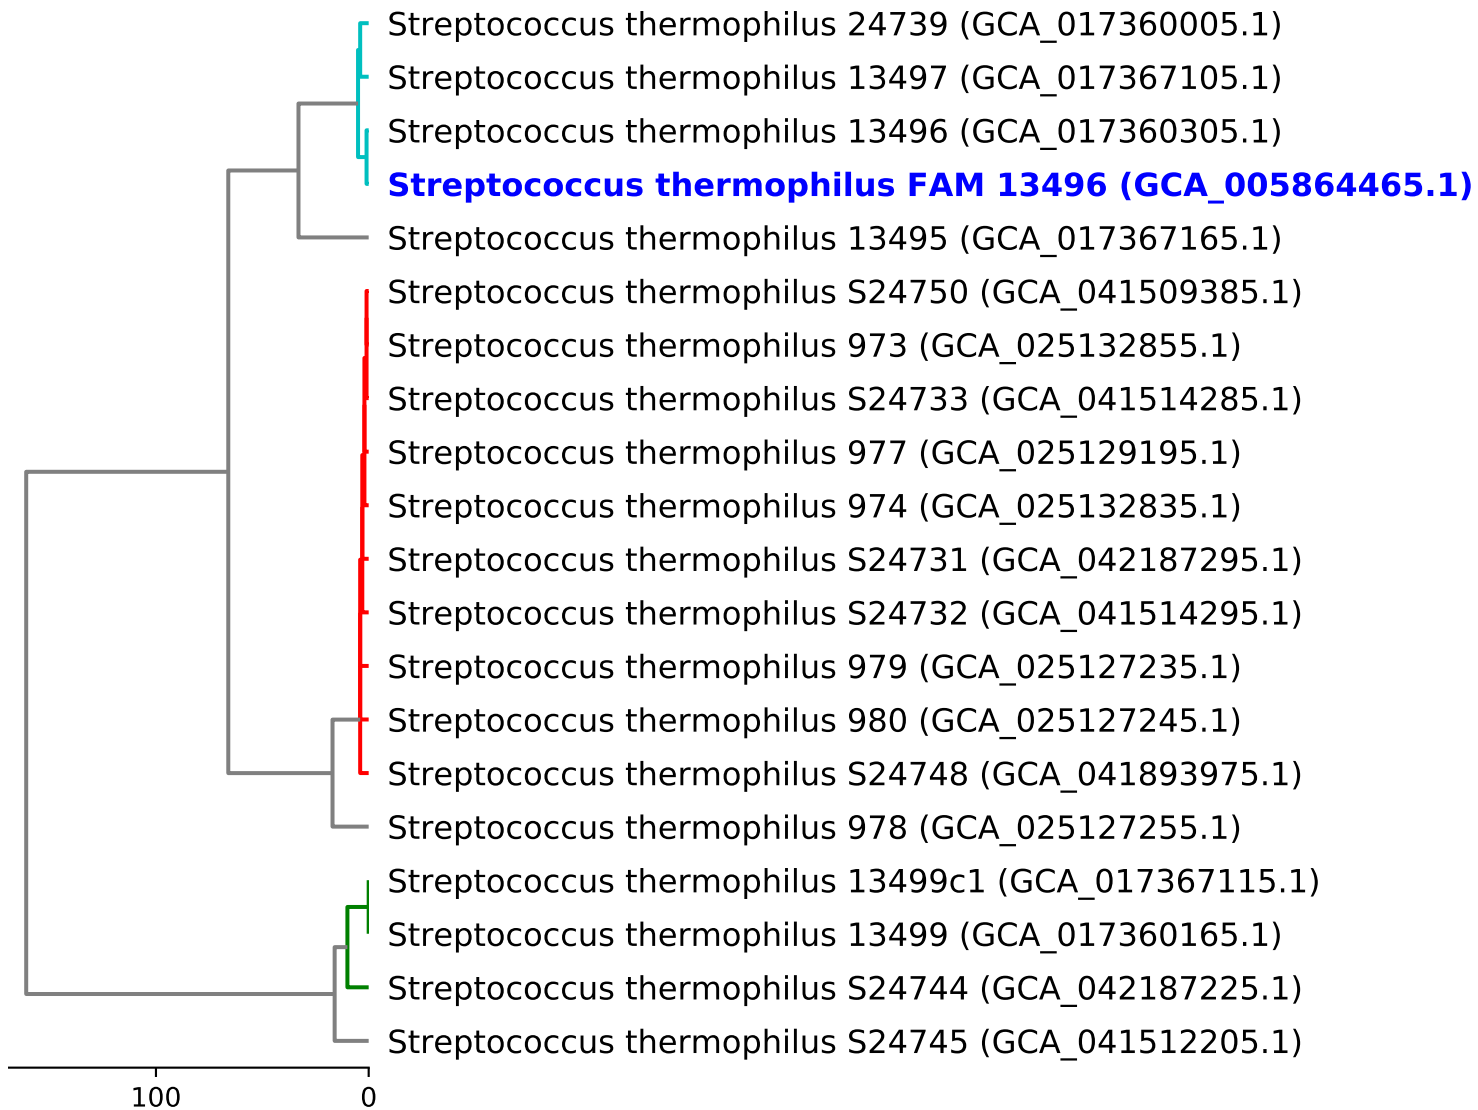 Streptococcus thermophilus 24739 (GCA_017360005.1)
Streptococcus thermophilus 13497 (GCA_017367105.1)
Streptococcus thermophilus 13496 (GCA_017360305.1)
Streptococcus thermophilus FAM 13496 (GCA_005864465.1)
Streptococcus thermophilus 13495 (GCA_017367165.1)
Streptococcus thermophilus S24750 (GCA_041509385.1)
Streptococcus thermophilus 973 (GCA_025132855.1)
Streptococcus thermophilus S24733 (GCA_041514285.1)
Streptococcus thermophilus 977 (GCA_025129195.1)
Streptococcus thermophilus 974 (GCA_025132835.1)
Streptococcus thermophilus S24731 (GCA_042187295.1)
Streptococcus thermophilus S24732 (GCA_041514295.1)
Streptococcus thermophilus 979 (GCA_025127235.1)
Streptococcus thermophilus 980 (GCA_025127245.1)
Streptococcus thermophilus S24748 (GCA_041893975.1)
Streptococcus thermophilus 978 (GCA_025127255.1)
Streptococcus thermophilus 13499c1 (GCA_017367115.1)
Streptococcus thermophilus 13499 (GCA_017360165.1)
Streptococcus thermophilus S24744 (GCA_042187225.1)
Streptococcus thermophilus S24745 (GCA_041512205.1)
100 0